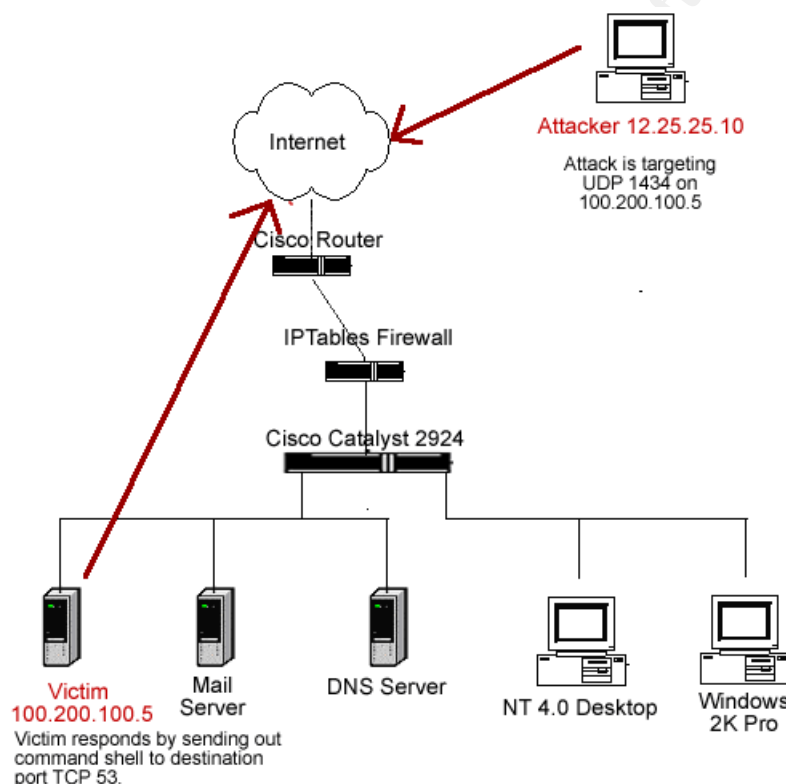 Internet
Attacker 12.25.25.10
Attack is targeting
UDP 1434 on
100.200.100.5
Cisco Router
IPTables Firewall
Cisco Catalyst 2924
Victim
100.200.100.5
Victim responds by sending out
command shell to destination
port TCP 53.
Mail
Server
DNS Server
NT 4.0 Desktop
Windows
2K Pro